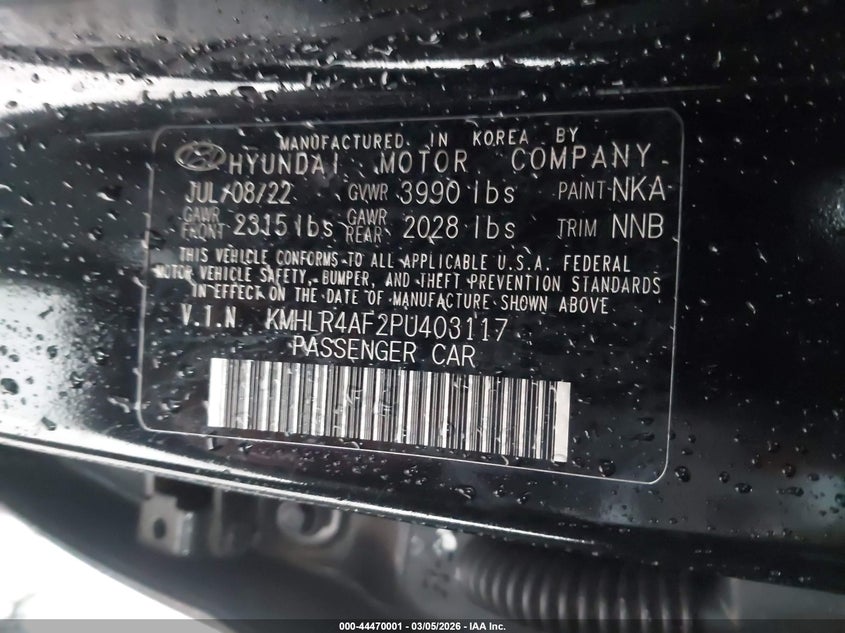 MANUFACTURED IN KOREA BY
HYUNDAI MOTOR COMPANY
JUL/08/22 GVWR 3990 lbs PAINT NKA
GAWR FRONT 2315 lbs GAWR REAR 2028 lbs TRIM NNB
THIS VEHICLE CONFORMS TO ALL APPLICABLE U.S.A. FEDERAL
MOTOR VEHICLE SAFETY, BUMPER, AND THEFT PREVENTION STANDARDS
IN EFFECT ON THE DATE OF MANUFACTURE SHOWN ABOVE
V.I.N KMHLR4AF2PU403117
PASSENGER CAR
000-44470001 - 03/05/2026 - IAA Inc.